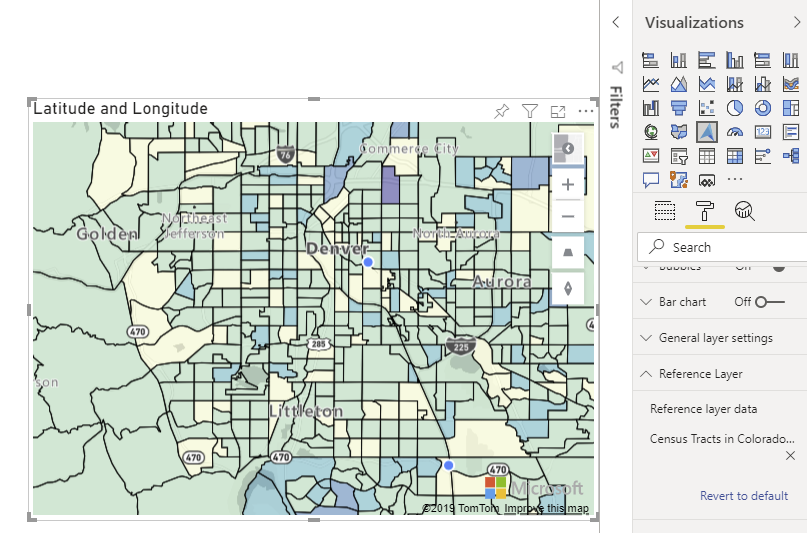 Visualizations
Filters
Latitude and Longitude
76
Commerce City
Golden
Northeast
Jefferson
Denver
North Aurora
Aurora
470
285
225
son
Littleton
470
470
470
Microsoft
©2019 TomTom Improve this map
123
Search
Bubbles
Off
Bar chart
Off
General layer settings
Reference Layer
Reference layer data
Census Tracts in Colorado...
Revert to default